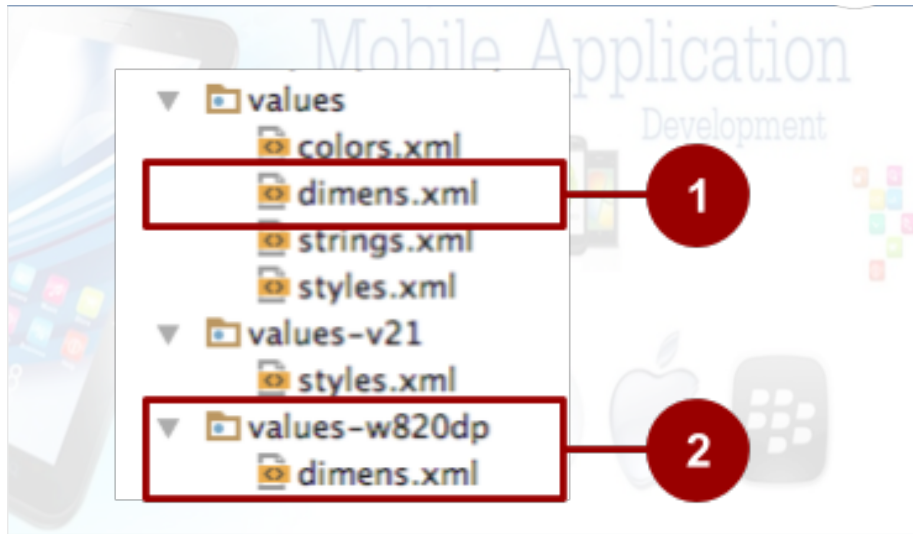 Mobile Application
Development
values
colors.xml
dimens.xml
1
strings.xml
styles.xml
values-v21
styles.xml
values-w820dp
2
dimens.xml